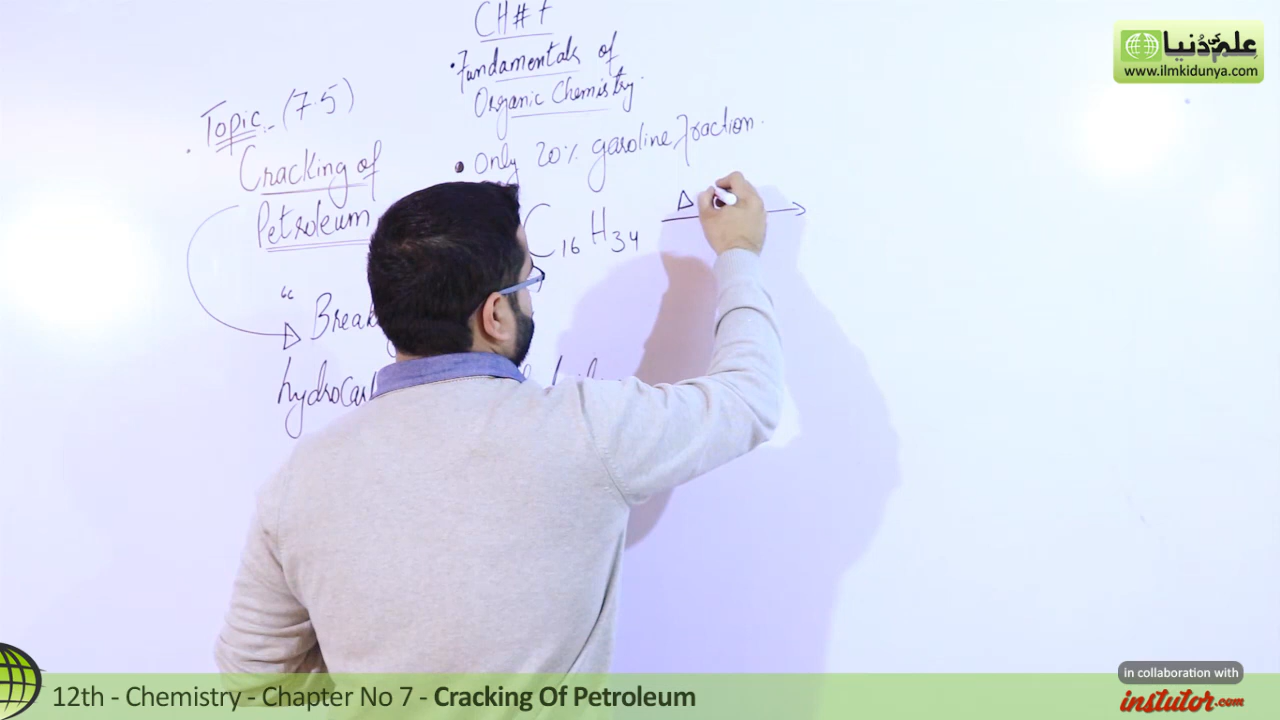 CH # 7
• Fundamentals of
Organic Chemistry.
• Topic :- (7.5)
Cracking of
Petroleum
• Only 20% gasoline Fraction.
C16 H34 Δ
“ Break
hydrocar
علم کی دُنیا
www.ilmkidunya.com
12th - Chemistry - Chapter No 7 - Cracking Of Petroleum
in collaboration with
instutor.com